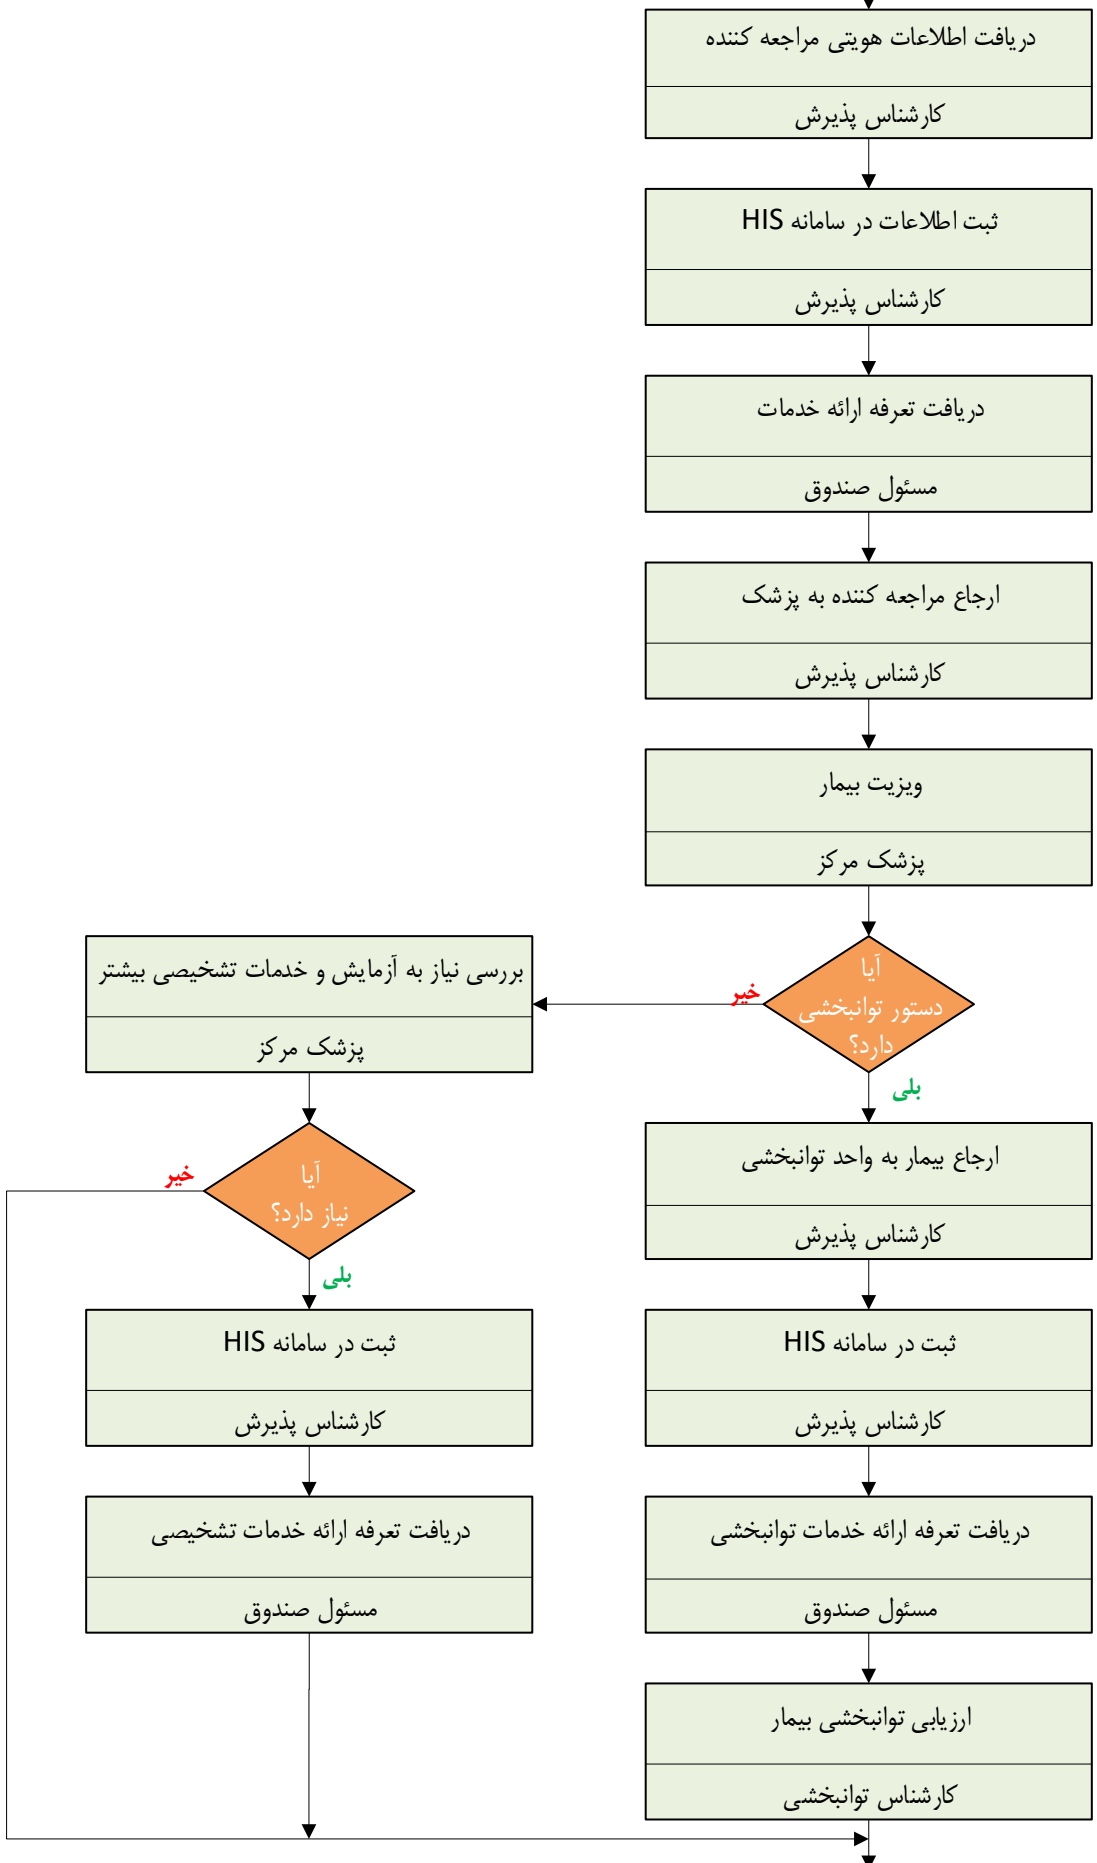 دریافت اطلاعات هویتی مراجعه کننده
کارشناس پذیرش
ثبت اطلاعات در سامانه HIS
کارشناس پذیرش
دریافت تعرفه ارائه خدمات
مسئول صندوق
ارجاع مراجعه کننده به پزشک
کارشناس پذیرش
ویزیت بیمار
پزشک مرکز
آیا
دستور توانبخشی
دارد؟
خیر
بلی
ارجاع بیمار به واحد توانبخشی
کارشناس پذیرش
ثبت در سامانه HIS
کارشناس پذیرش
دریافت تعرفه ارائه خدمات توانبخشی
مسئول صندوق
ارزیابی توانبخشی بیمار
کارشناس توانبخشی
بررسی نیاز به آزمایش و خدمات تشخیصی بیشتر
پزشک مرکز
آیا
نیاز دارد؟
خیر
بلی
ثبت در سامانه HIS
کارشناس پذیرش
دریافت تعرفه ارائه خدمات تشخیصی
مسئول صندوق